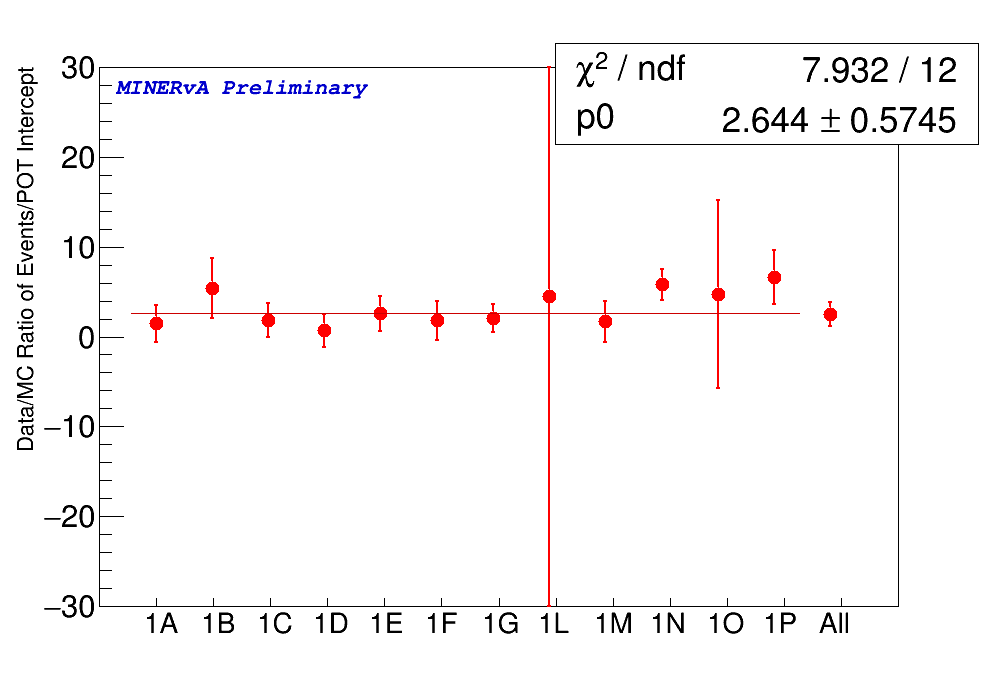 χ² / ndf 7.932 / 12
p0 2.644 ± 0.5745
MINERvA Preliminary
Data/MC Ratio of Events/POT Intercept
30
20
10
0
−10
−20
−30
1A 1B 1C 1D 1E 1F 1G 1L 1M 1N 1O 1P All